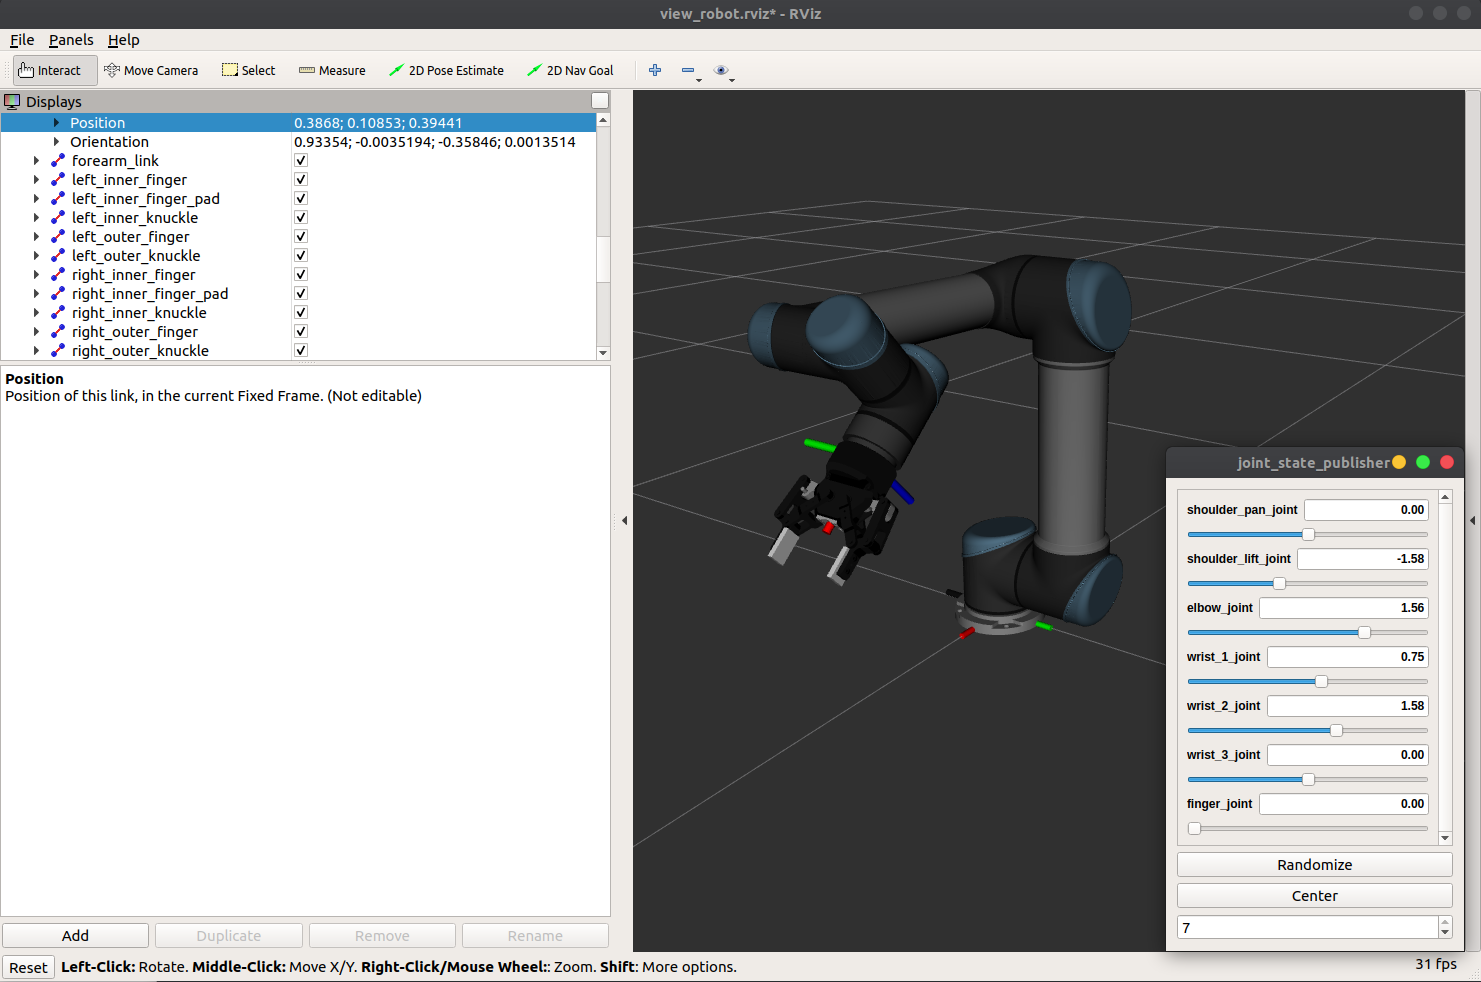 view_robot.rviz* - RViz
File Panels Help
Interact Move Camera Select Measure 2D Pose Estimate 2D Nav Goal
Displays
Position 0.3868; 0.10853; 0.39441
Orientation 0.93354; -0.0035194; -0.35846; 0.0013514
forearm_link
left_inner_finger
left_inner_finger_pad
left_inner_knuckle
left_outer_finger
left_outer_knuckle
right_inner_finger
right_inner_finger_pad
right_inner_knuckle
right_outer_finger
right_outer_knuckle
Position
Position of this link, in the current Fixed Frame. (Not editable)
Add Duplicate Remove Rename
joint_state_publisher
shoulder_pan_joint 0.00
shoulder_lift_joint -1.58
elbow_joint 1.56
wrist_1_joint 0.75
wrist_2_joint 1.58
wrist_3_joint 0.00
finger_joint 0.00
Randomize
Center
7
Reset Left-Click: Rotate. Middle-Click: Move X/Y. Right-Click/Mouse Wheel:: Zoom. Shift: More options.
31 fps